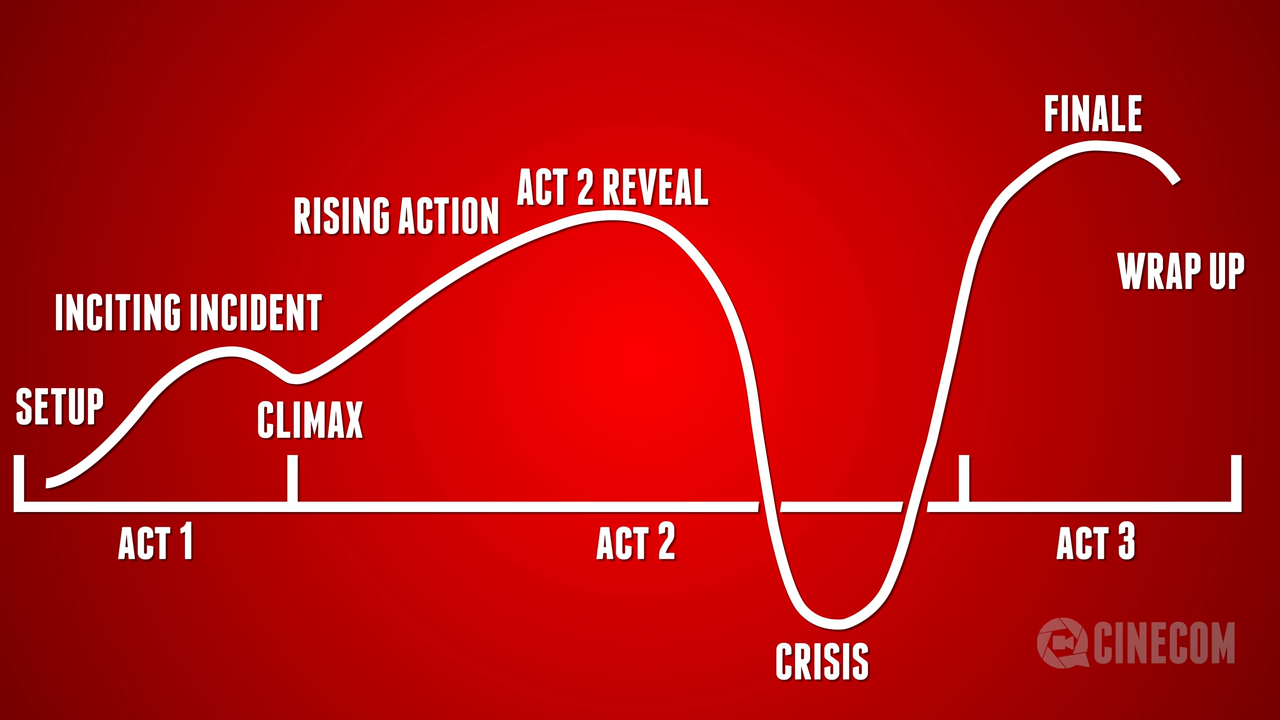 SETUP
INCITING INCIDENT
CLIMAX
RISING ACTION
ACT 2 REVEAL
CRISIS
FINALE
WRAP UP
ACT 1
ACT 2
ACT 3
CINECOM